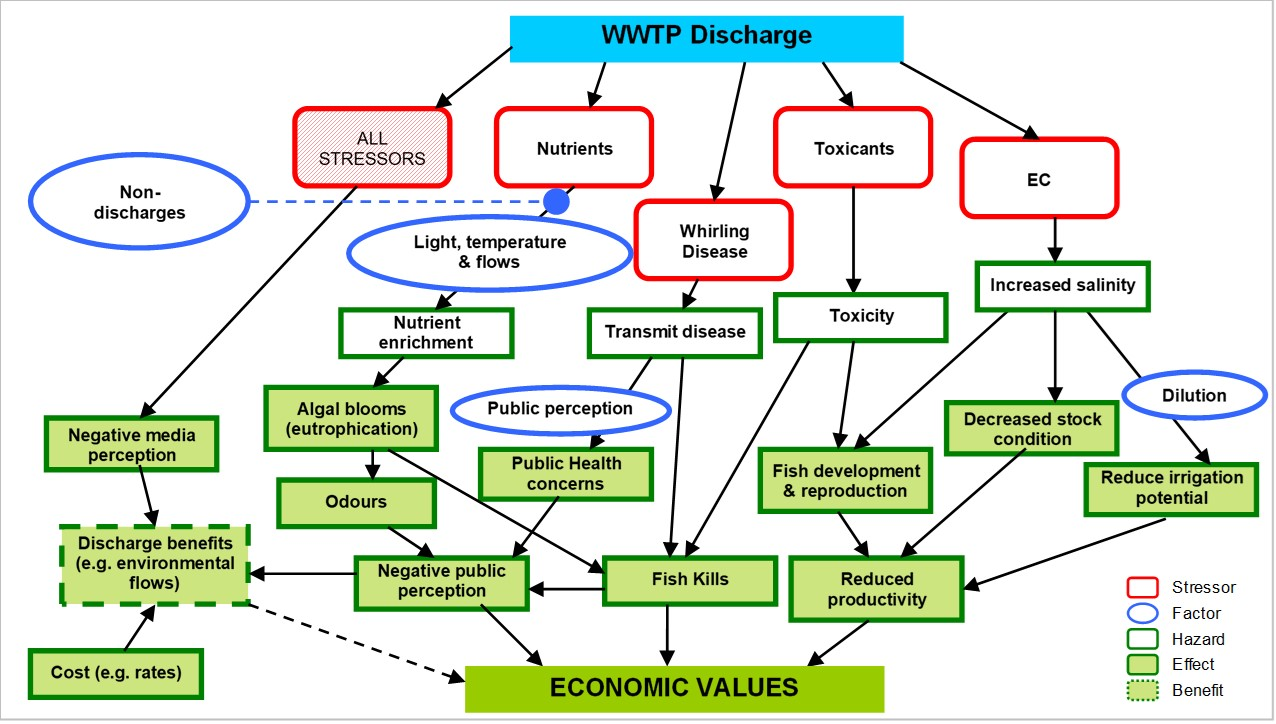 WWTP Discharge
ALL
STRESSORS
Nutrients
Toxicants
EC
Non-
discharges
Light, temperature
& flows
Whirling
Disease
Increased salinity
Nutrient
enrichment
Transmit disease
Toxicity
Algal blooms
(eutrophication)
Public perception
Dilution
Negative media
perception
Decreased stock
condition
Public Health
concerns
Fish development
& reproduction
Reduce irrigation
potential
Odours
Discharge benefits
(e.g. environmental
flows)
Negative public
perception
Fish Kills
Reduced
productivity
Cost (e.g. rates)
ECONOMIC VALUES
Stressor
Factor
Hazard
Effect
Benefit